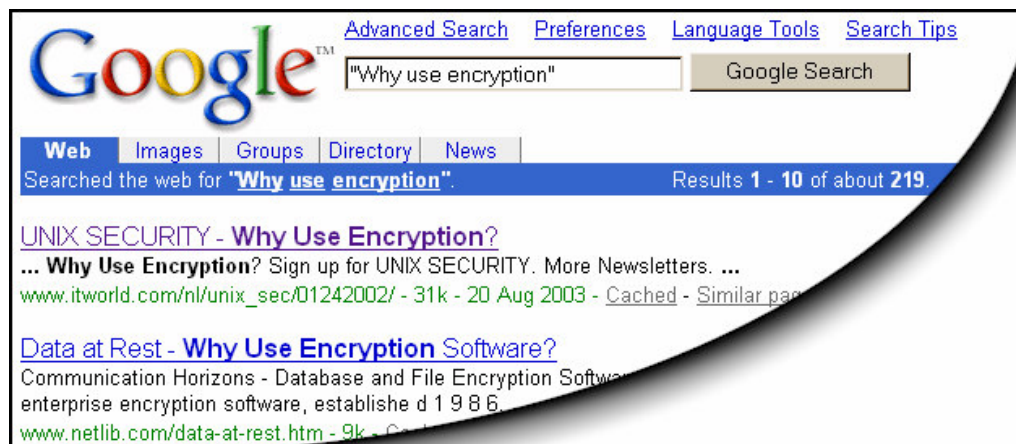 Google™
Advanced Search Preferences Language Tools Search Tips
"Why use encryption" Google Search
Web Images Groups Directory News
Searched the web for "Why use encryption". Results 1 - 10 of about 219.
UNIX SECURITY - Why Use Encryption?
... Why Use Encryption? Sign up for UNIX SECURITY. More Newsletters. ...
www.itworld.com/nl/unix_sec/01242002/ - 31k - 20 Aug 2003 - Cached - Similar pag
Data at Rest - Why Use Encryption Software?
Communication Horizons - Database and File Encryption Softwa
enterprise encryption software, establishe d 1 9 8 6.
www.netlib.com/data-at-rest.htm - 9k -